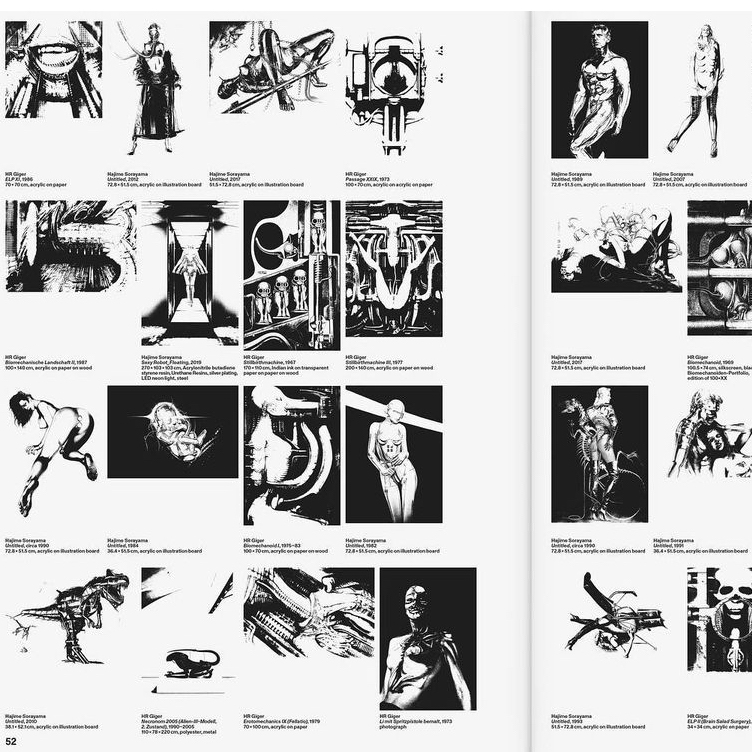 HR Giger
ELP XI, 1986
70×70 cm, acrylic on paper
Hajime Sorayama
Untitled, 2012
72.8×51.5 cm, acrylic on illustration board
Hajime Sorayama
Untitled, 2017
51.5×72.8 cm, acrylic on illustration board
HR Giger
Passage XXIX, 1973
100×70 cm, acrylic on acrylic paper
Hajime Sorayama
Untitled, 1989
72.8×51.5 cm, acrylic on illustration board
Hajime Sorayama
Untitled, 2007
72.8×51.5 cm, acrylic on illustration board
HR Giger
Biomechanische Landschaft II, 1987
100×140 cm, acrylic on paper on wood
Hajime Sorayama
Sexy Robot_Floating, 2019
270×103×103 cm, Acrylonitrile butadiene
styrene resin, Urethane Resins, silver plating,
LED neon light, steel
HR Giger
Stillbirthmachine, 1967
170×110 cm, Indian ink on transparent
paper on paper on wood
HR Giger
Stillbirthmachine III, 1977
200×140 cm, acrylic on paper on wood
Hajime Sorayama
Untitled, 2017
72.8×51.5 cm, acrylic on illustration board
HR Giger
Biomechanoid, 1969
100.5×74 cm, silkscreen, bla
Biomechanoiden-Portfolio,
edition of 100+XX
Hajime Sorayama
Untitled, circa 1990
72.8×51.5 cm, acrylic on illustration board
Hajime Sorayama
Untitled, 1984
36.4×51.5 cm, acrylic on illustration board
HR Giger
Biomechanoid I, 1975–83
100×70 cm, acrylic on paper on wood
Hajime Sorayama
Untitled, 1982
72.8×51.5 cm, acrylic on illustration board
Hajime Sorayama
Untitled, circa 1990
72.8×51.5 cm, acrylic on illustration board
Hajime Sorayama
Untitled, 1991
36.4×51.5 cm, acrylic on illustration board
Hajime Sorayama
Untitled, 2010
38.1×52.1 cm, acrylic on illustration board
HR Giger
Necronom 2005 (Alien-III-Modell,
2. Zustand), 1990–2005
110×78×220 cm, polyester, metal
HR Giger
Erotomechanics IX (Fellatio), 1979
70×100 cm, acrylic on paper
HR Giger
Li mit Spritzpistole bemalt, 1973
photograph
Hajime Sorayama
Untitled, 1993
51.5×72.8 cm, acrylic on illustration board
HR Giger
ELP II (Brain Salad Surgery),
34×34 cm, acrylic on paper
52